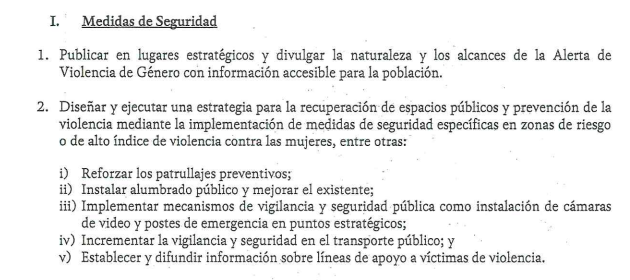 I. Medidas de Seguridad
1. Publicar en lugares estratégicos y divulgar la naturaleza y los alcances de la Alerta de
Violencia de Género con información accesible para la población.
2. Diseñar y ejecutar una estrategia para la recuperación de espacios públicos y prevención de la
violencia mediante la implementación de medidas de seguridad específicas en zonas de riesgo
o de alto índice de violencia contra las mujeres, entre otras:
i) Reforzar los patrullajes preventivos;
ii) Instalar alumbrado público y mejorar el existente;
iii) Implementar mecanismos de vigilancia y seguridad pública como instalación de cámaras
de video y postes de emergencia en puntos estratégicos;
iv) Incrementar la vigilancia y seguridad en el transporte público; y
v) Establecer y difundir información sobre líneas de apoyo a víctimas de violencia.